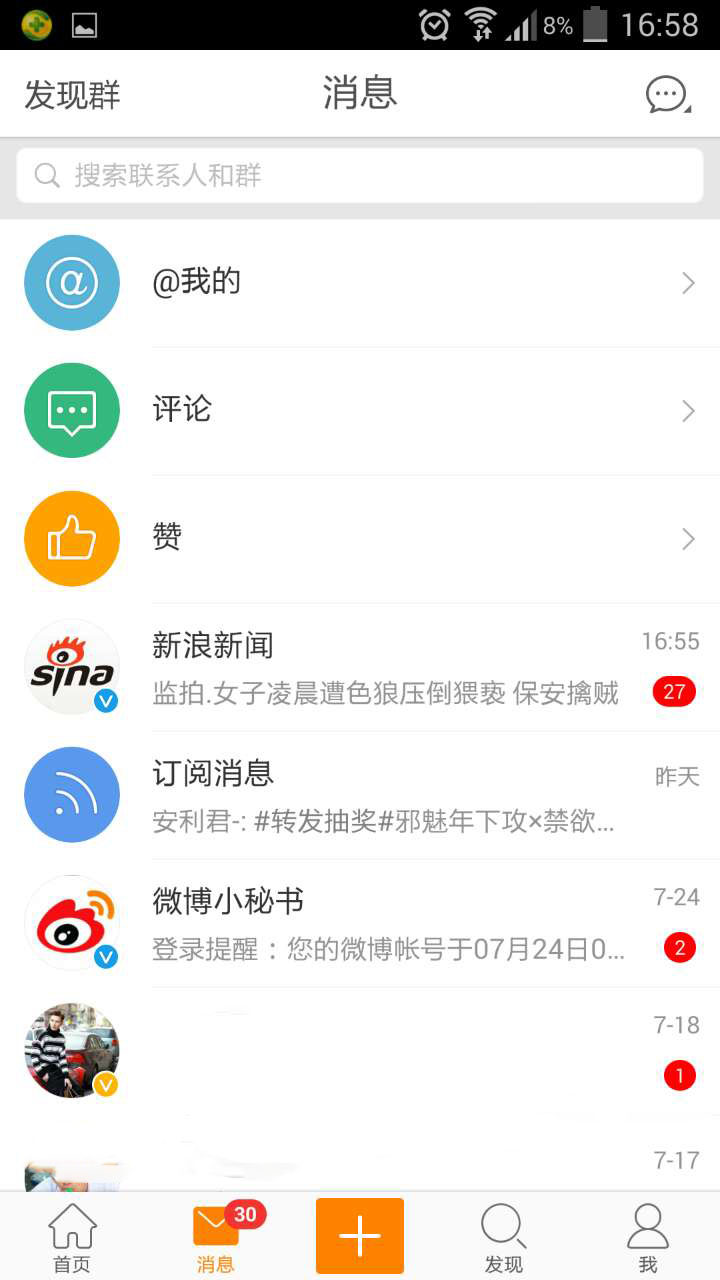 8% 16:58
发现群 消息
搜索联系人和群
@我的
评论
赞
新浪新闻 16:55
sina 监拍.女子凌晨遭色狼压倒猥亵 保安擒贼 27
订阅消息 昨天
安利君-: #转发抽奖#邪魅年下攻×禁欲...
微博小秘书 7-24
登录提醒：您的微博帐号于07月24日0... 2
7-18
1
7-17
30
首页 消息 发现 我